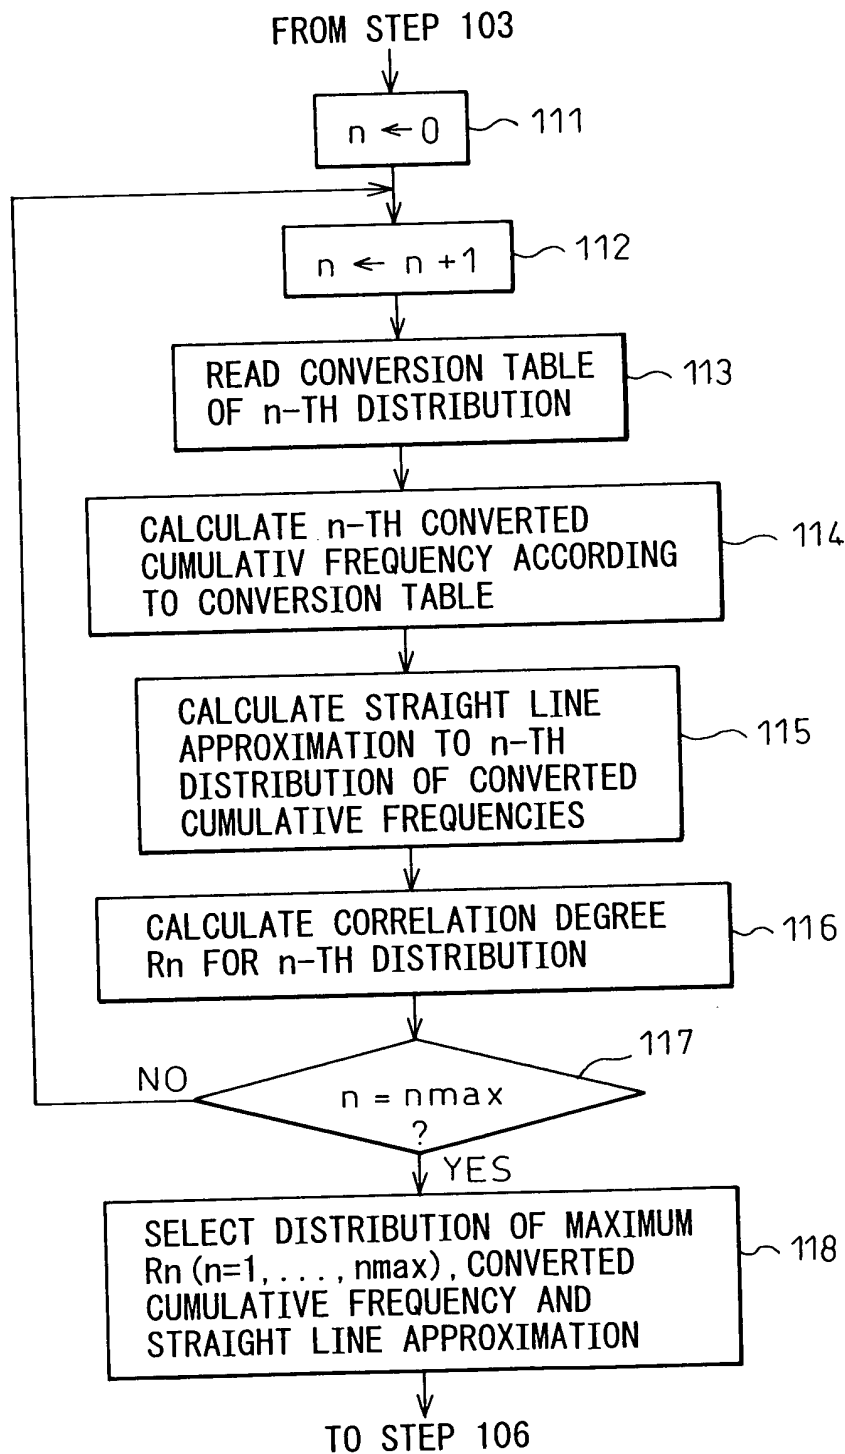 FROM STEP 103
n ← 0
111
n ← n +1
112
READ CONVERSION TABLE
OF n-TH DISTRIBUTION
113
CALCULATE n-TH CONVERTED
CUMULATIV FREQUENCY ACCORDING
TO CONVERSION TABLE
114
CALCULATE STRAIGHT LINE
APPROXIMATION TO n-TH
DISTRIBUTION OF CONVERTED
CUMULATIVE FREQUENCIES
115
CALCULATE CORRELATION DEGREE
Rn FOR n-TH DISTRIBUTION
116
117
NO
n = nmax
?
YES
SELECT DISTRIBUTION OF MAXIMUM
Rn (n=1,...,nmax), CONVERTED
CUMULATIVE FREQUENCY AND
STRAIGHT LINE APPROXIMATION
118
TO STEP 106